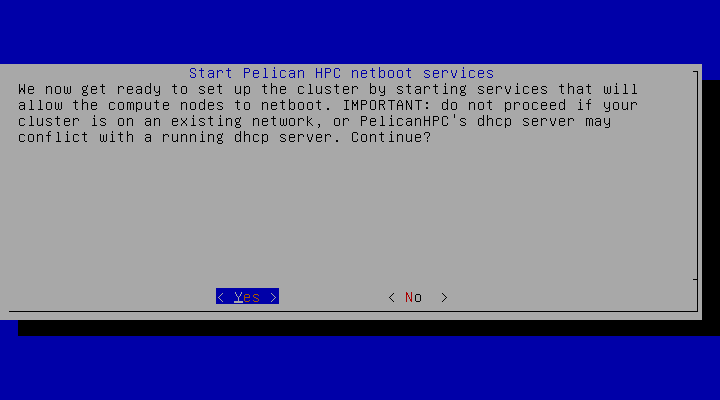 Start Pelican HPC netboot services
We now get ready to set up the cluster by starting services that will
allow the compute nodes to netboot. IMPORTANT: do not proceed if your
cluster is on an existing network, or PelicanHPC's dhcp server may
conflict with a running dhcp server. Continue?
< Yes > < No >